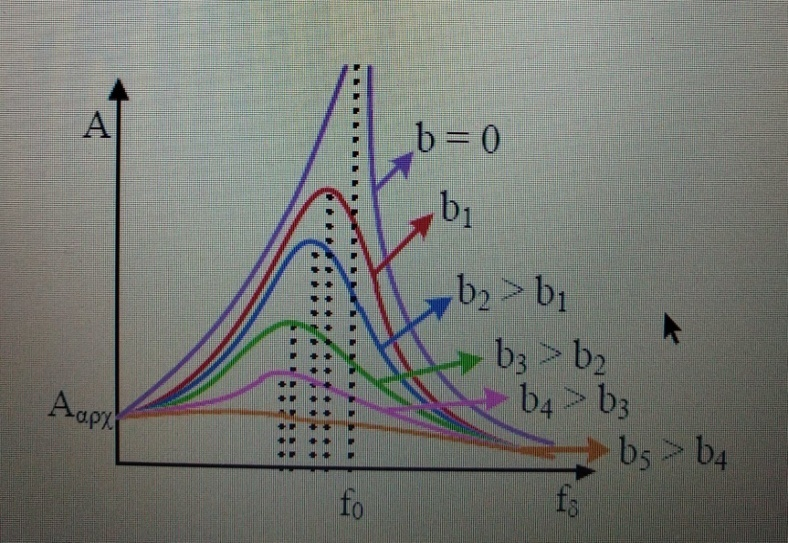 A
b = 0
b₁
b₂ > b₁
b₃ > b₂
b₄ > b₃
Aαρχ
b₅ > b₄
f₀
fδ